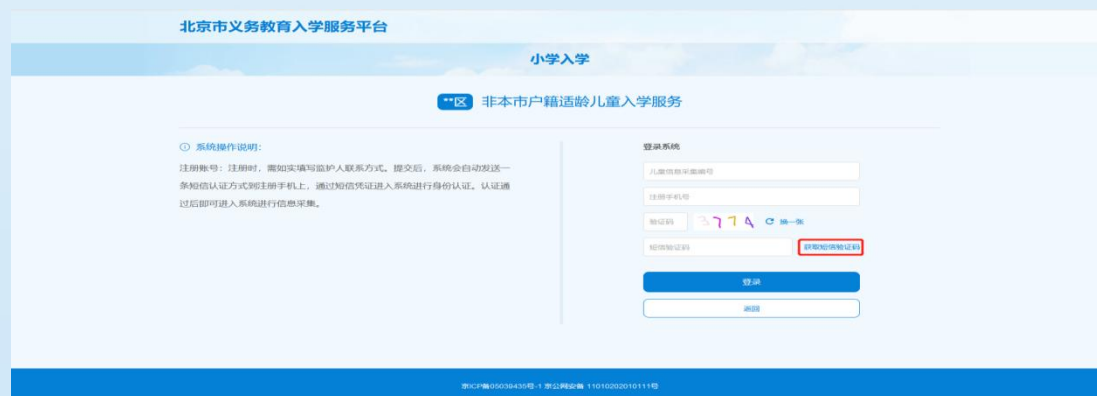 北京市义务教育入学服务平台
小学入学
**区 非本市户籍适龄儿童入学服务
系统操作说明：
注册账号：注册时，需如实填写监护人联系方式。提交后，系统会自动发送一
条短信认证方式到注册手机上，通过短信凭证进入系统进行身份认证。认证通
过后即可进入系统进行信息采集。
登录系统
儿童信息采集编号
注册手机号
验证码 3774 换一张
短信验证码 获取短信验证码
登录
返回
京ICP备05039435号-1 京公网安备 11010202010111号